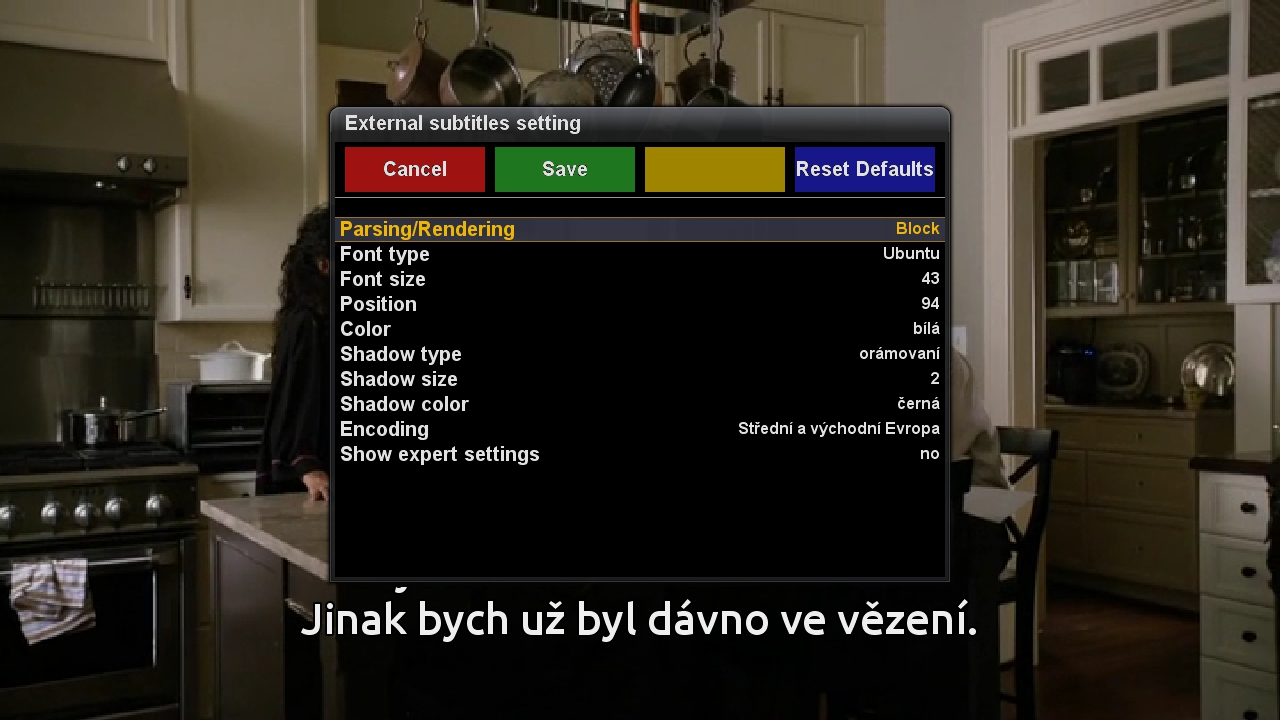 External subtitles setting
Cancel Save Reset Defaults
Parsing/Rendering Block
Font type Ubuntu
Font size 43
Position 94
Color bílá
Shadow type orámovaní
Shadow size 2
Shadow color černá
Encoding Střední a východní Evropa
Show expert settings no
Jinak bych už byl dávno ve vězení.